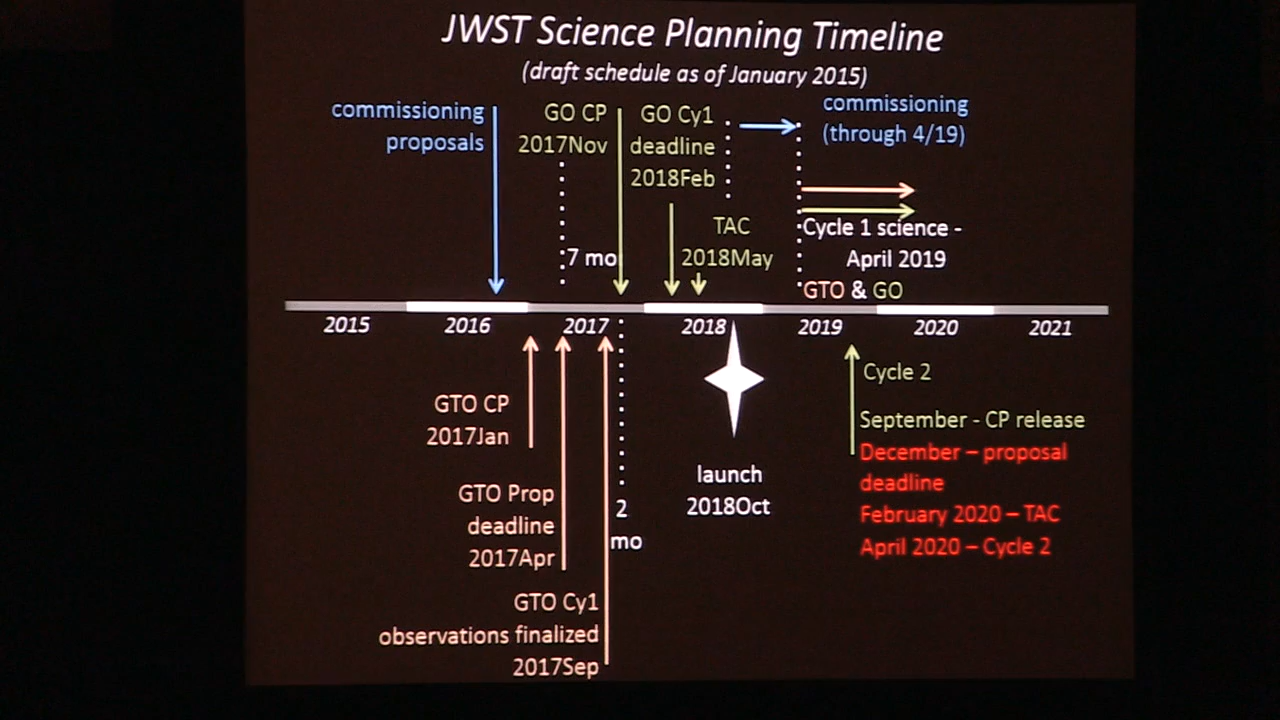 JWST Science Planning Timeline
(draft schedule as of January 2015)
commissioning
proposals
GO CP
2017Nov
GO Cy1
deadline
2018Feb
commissioning
(through 4/19)
7 mo
TAC
2018May
Cycle 1 science -
April 2019
GTO & GO
2015
2016
2017
2018
2019
2020
2021
GTO CP
2017Jan
GTO Prop
deadline
2017Apr
GTO Cy1
observations finalized
2017Sep
2
mo
launch
2018Oct
Cycle 2
September - CP release
December – proposal
deadline
February 2020 – TAC
April 2020 – Cycle 2